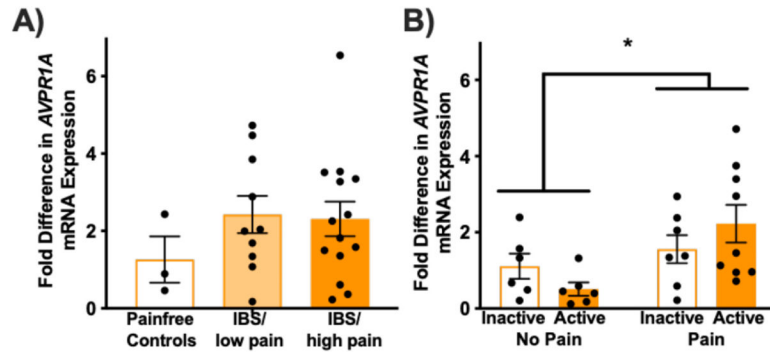 A)
Fold Difference in AVPR1A
mRNA Expression
6
4
2
0
Painfree
Controls
IBS/
low pain
IBS/
high pain
B)
*
Fold Difference in AVPR1A
mRNA Expression
6
4
2
0
Inactive Active
No Pain
Inactive Active
Pain